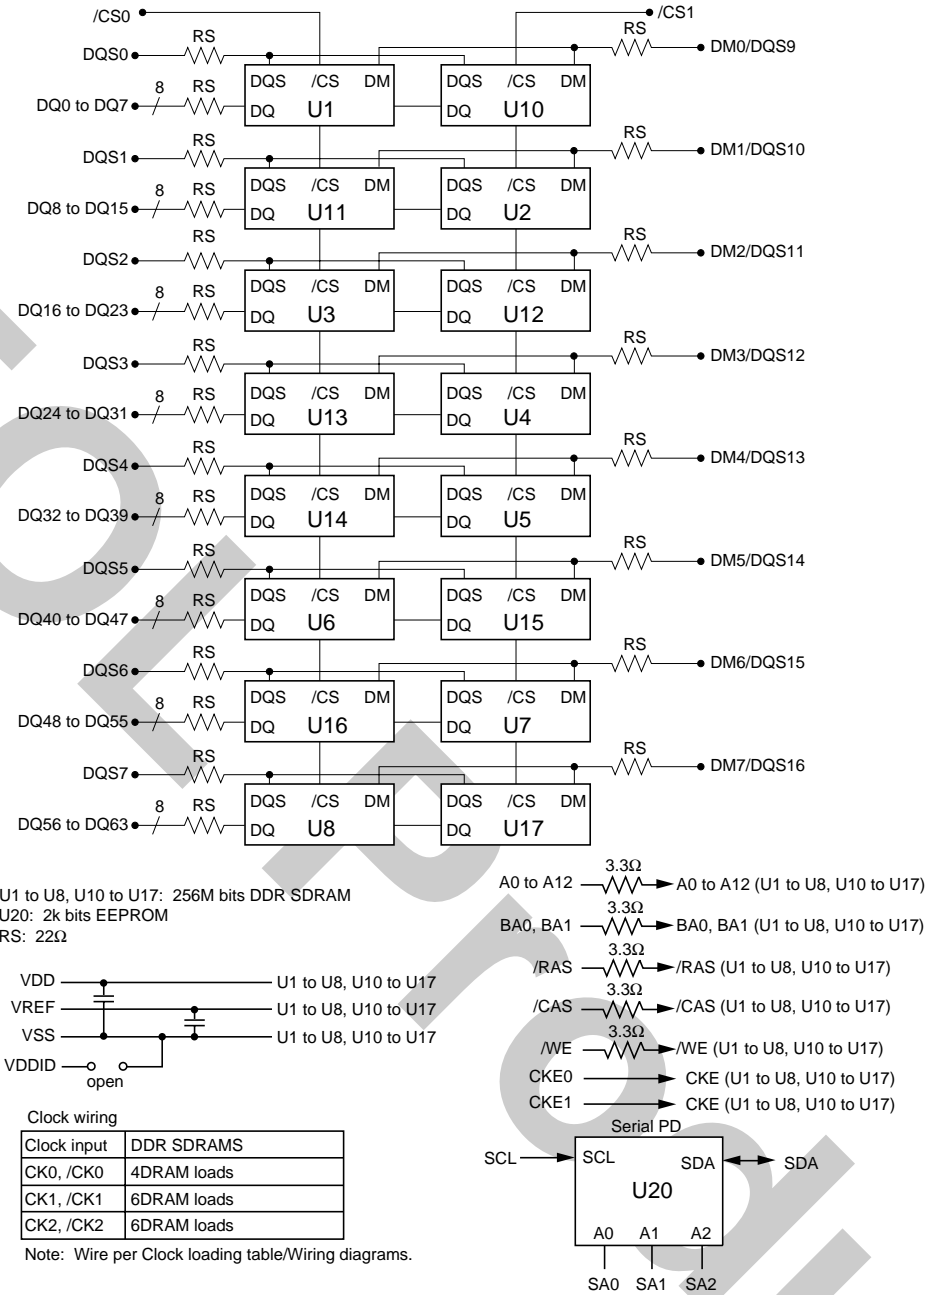 /CS0 /CS1
RS RS
DQS0 DM0/DQS9
8 RS DQS /CS DM DQS /CS DM
DQ0 to DQ7 DQ U1 DQ U10
RS RS
DQS1 DM1/DQS10
8 RS DQS /CS DM DQS /CS DM
DQ8 to DQ15 DQ U11 DQ U2
RS RS
DQS2 DM2/DQS11
8 RS DQS /CS DM DQS /CS DM
DQ16 to DQ23 DQ U3 DQ U12
RS RS
DQS3 DM3/DQS12
8 RS DQS /CS DM DQS /CS DM
DQ24 to DQ31 DQ U13 DQ U4
RS RS
DQS4 DM4/DQS13
8 RS DQS /CS DM DQS /CS DM
DQ32 to DQ39 DQ U14 DQ U5
RS RS
DQS5 DM5/DQS14
8 RS DQS /CS DM DQS /CS DM
DQ40 to DQ47 DQ U6 DQ U15
RS RS
DQS6 DM6/DQS15
8 RS DQS /CS DM DQS /CS DM
DQ48 to DQ55 DQ U16 DQ U7
RS RS
DQS7 DM7/DQS16
8 RS DQS /CS DM DQS /CS DM
DQ56 to DQ63 DQ U8 DQ U17
U1 to U8, U10 to U17: 256M bits DDR SDRAM
U20: 2k bits EEPROM
RS: 22Ω
VDD U1 to U8, U10 to U17
VREF U1 to U8, U10 to U17
VSS U1 to U8, U10 to U17
VDDID open
Clock wiring
Clock input DDR SDRAMS
CK0, /CK0 4DRAM loads
CK1, /CK1 6DRAM loads
CK2, /CK2 6DRAM loads
Note: Wire per Clock loading table/Wiring diagrams.
3.3Ω
A0 to A12 A0 to A12 (U1 to U8, U10 to U17)
3.3Ω
BA0, BA1 BA0, BA1 (U1 to U8, U10 to U17)
3.3Ω
/RAS /RAS (U1 to U8, U10 to U17)
3.3Ω
/CAS /CAS (U1 to U8, U10 to U17)
3.3Ω
/WE /WE (U1 to U8, U10 to U17)
CKE0 CKE (U1 to U8, U10 to U17)
CKE1 CKE (U1 to U8, U10 to U17)
Serial PD
SCL SCL SDA SDA
U20
A0 A1 A2
SA0 SA1 SA2